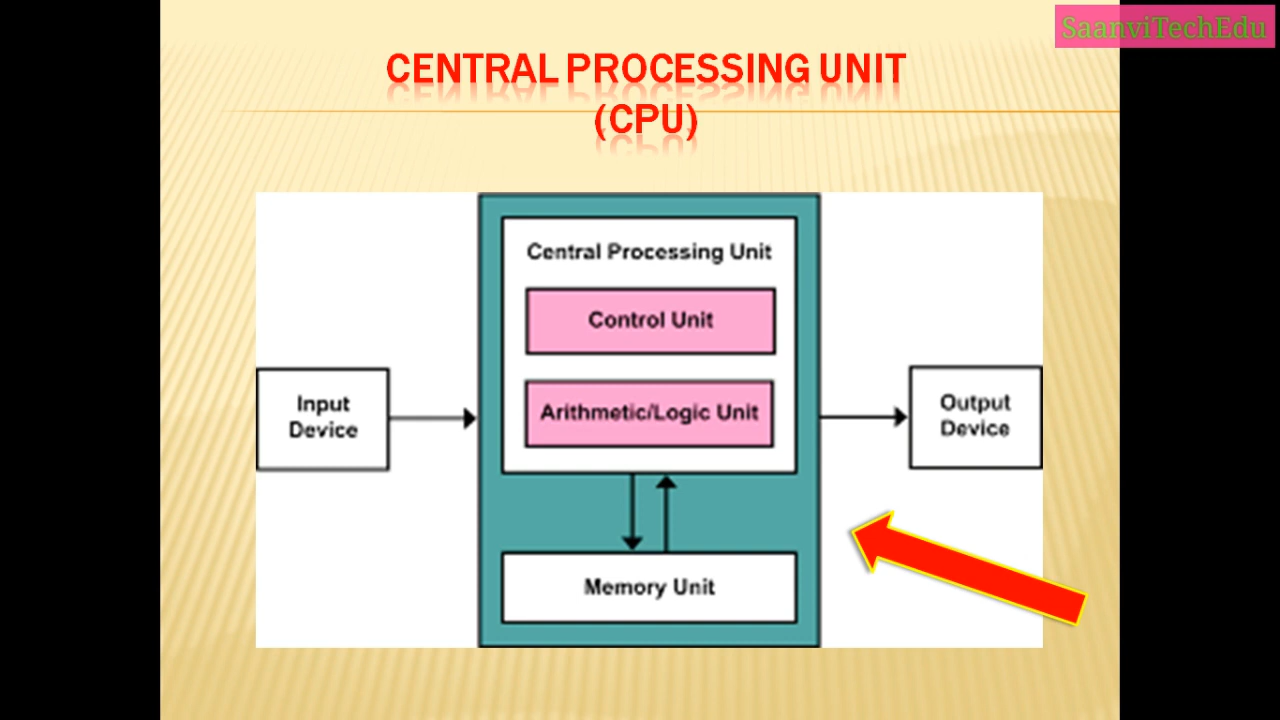 SaanviTechEdu
CENTRAL PROCESSING UNIT
(CPU)
Central Processing Unit
Control Unit
Arithmetic/Logic Unit
Input
Device
Output
Device
Memory Unit